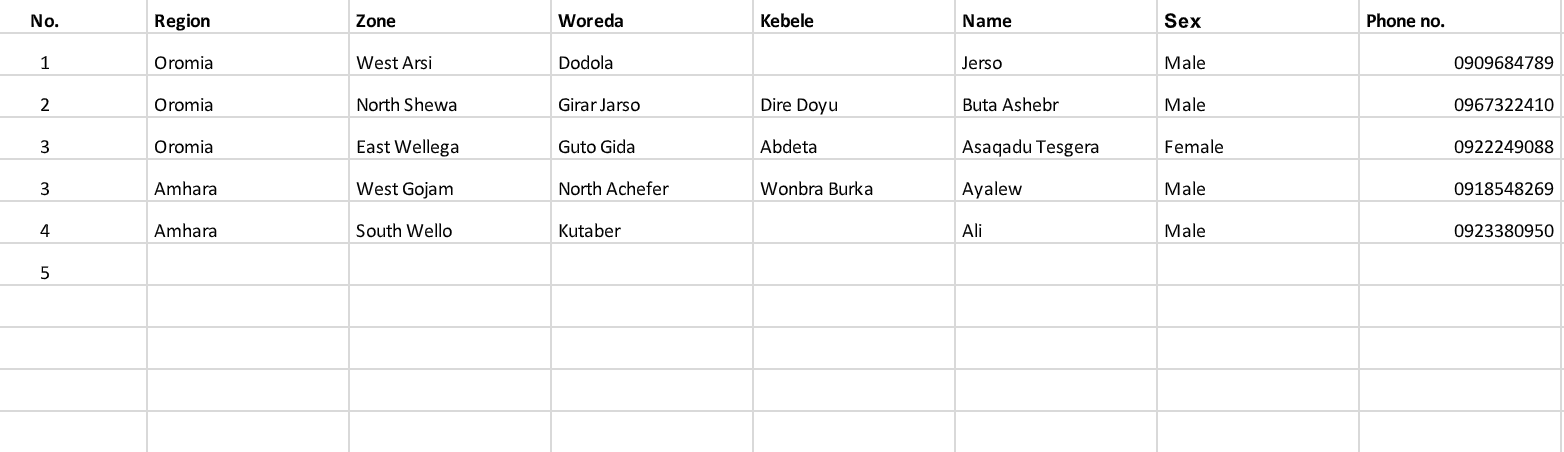 No. Region Zone Woreda Kebele Name Sex Phone no.
1 Oromia West Arsi Dodola Jerso Male 0909684789
2 Oromia North Shewa Girar Jarso Dire Doyu Buta Ashebr Male 0967322410
3 Oromia East Wellega Guto Gida Abdeta Asaqadu Tesgera Female 0922249088
3 Amhara West Gojam North Achefer Wonbra Burka Ayalew Male 0918548269
4 Amhara South Wello Kutaber Ali Male 0923380950
5